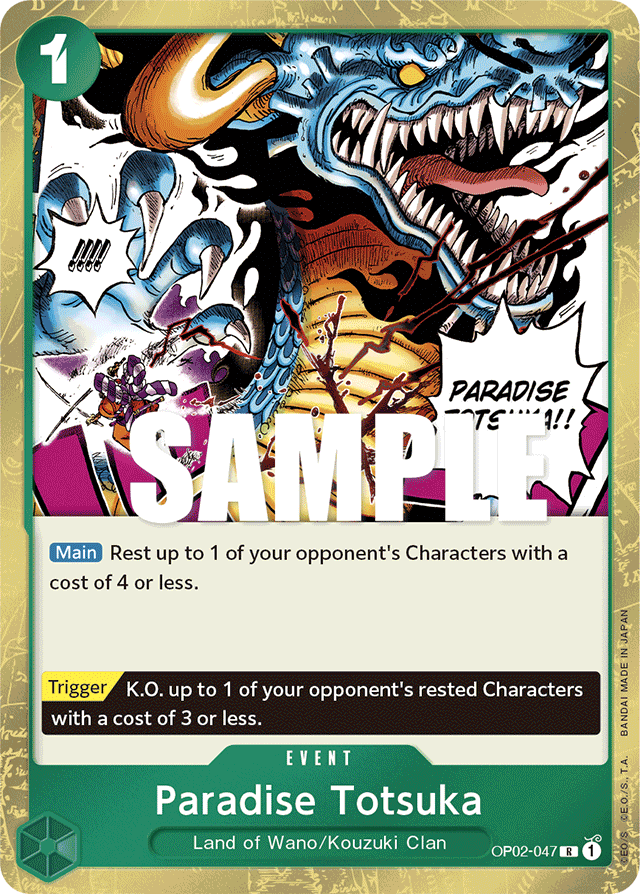 1
!!!!!
PARADISE
TOTSUKA!!
SAMPLE
Main Rest up to 1 of your opponent's Characters with a
cost of 4 or less.
Trigger K.O. up to 1 of your opponent's rested Characters
with a cost of 3 or less.
EVENT
Paradise Totsuka
Land of Wano/Kouzuki Clan
OP02-047 R 1
©E.O/S. ©E.O./S., T.A. BANDAI MADE IN JAPAN